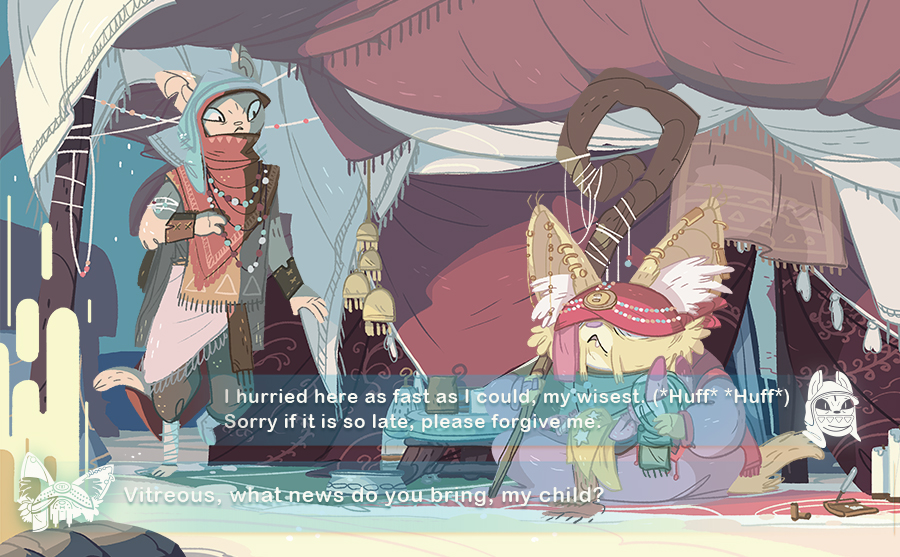 I hurried here as fast as I could, my wisest. (*Huff* *Huff*)
Sorry if it is so late, please forgive me.
Vitreous, what news do you bring, my child?